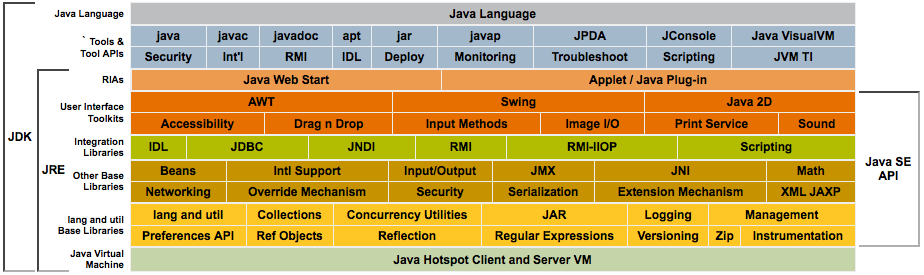 Java Language Java Language
` Tools & Tool APIs java javac javadoc apt jar javap JPDA JConsole Java VisualVM
Security Int'l RMI IDL Deploy Monitoring Troubleshoot Scripting JVM TI
RIAs Java Web Start Applet / Java Plug-in
User Interface Toolkits AWT Swing Java 2D
Accessibility Drag n Drop Input Methods Image I/O Print Service Sound
Integration Libraries IDL JDBC JNDI RMI RMI-IIOP Scripting
Other Base Libraries Beans Intl Support Input/Output JMX JNI Math
Networking Override Mechanism Security Serialization Extension Mechanism XML JAXP
lang and util Base Libraries lang and util Collections Concurrency Utilities JAR Logging Management
Preferences API Ref Objects Reflection Regular Expressions Versioning Zip Instrumentation
Java Virtual Machine Java Hotspot Client and Server VM
JDK
JRE
Java SE
API